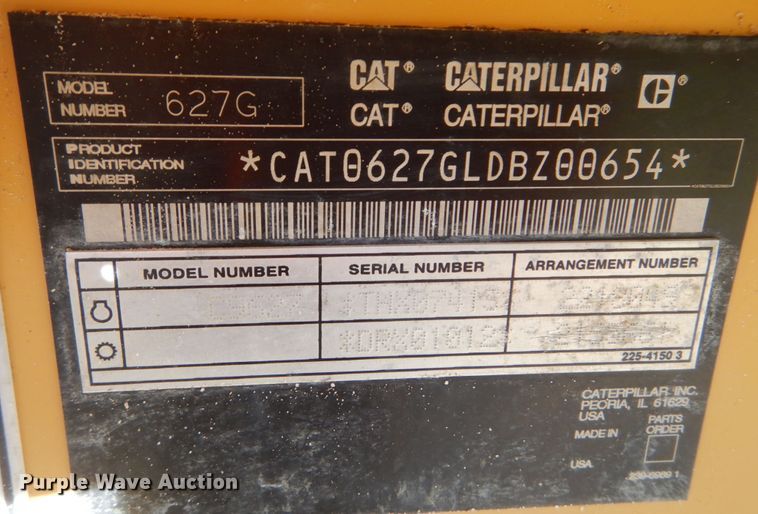 MODEL NUMBER 627G
CAT® CATERPILLAR®
CAT® CATERPILLAR®
PRODUCT IDENTIFICATION NUMBER *CAT0627GLDBZ00654*
MODEL NUMBER SERIAL NUMBER ARRANGEMENT NUMBER
225-4150 3
CATERPILLAR INC.
PEORIA, IL 61629
USA
MADE IN
USA
PARTS ORDER
Purple Wave Auction